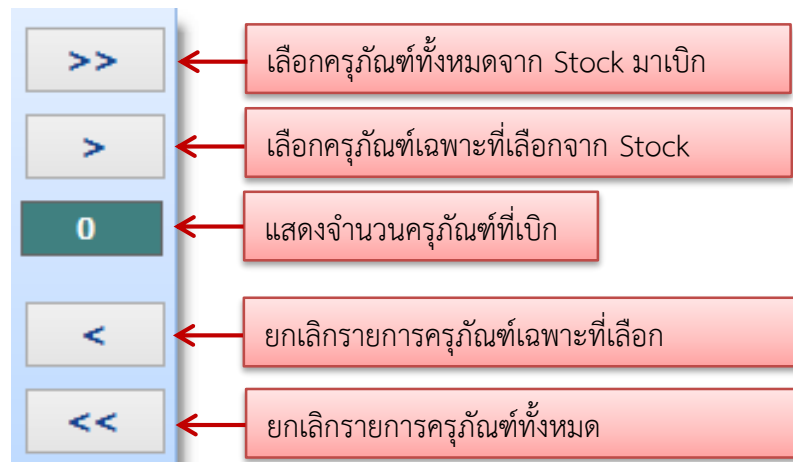 >> เลือกครุภัณฑ์ทั้งหมดจาก Stock มาเบิก
> เลือกครุภัณฑ์เฉพาะที่เลือกจาก Stock
0 แสดงจำนวนครุภัณฑ์ที่เบิก
< ยกเลิกรายการครุภัณฑ์เฉพาะที่เลือก
<< ยกเลิกรายการครุภัณฑ์ทั้งหมด